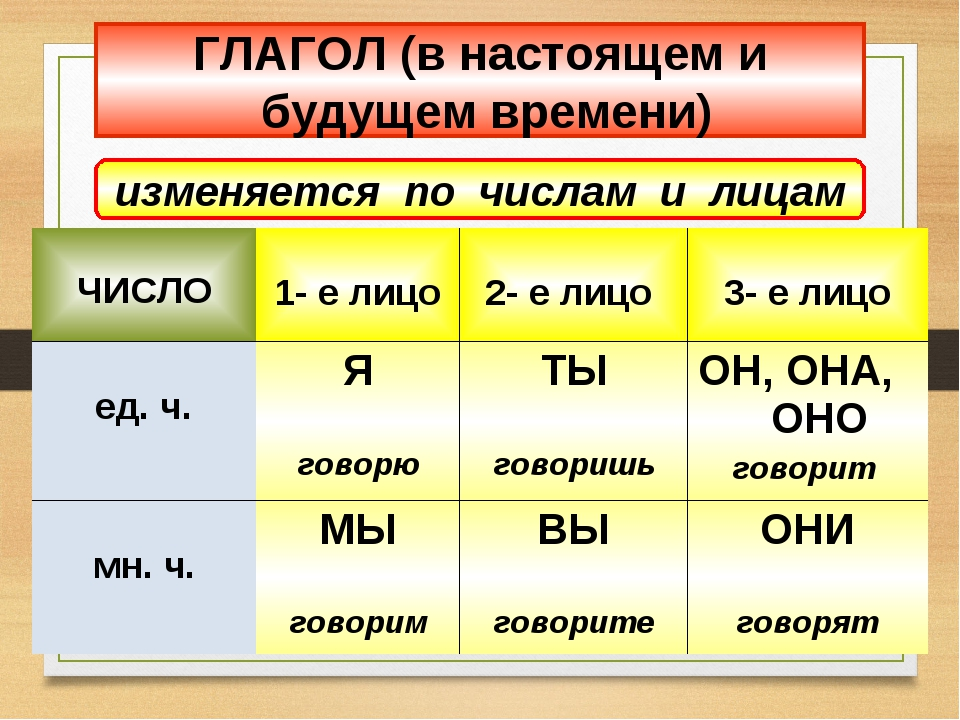 ГЛАГОЛ (в настоящем и
будущем времени)
изменяется по числам и лицам
ЧИСЛО 1- е лицо 2- е лицо 3- е лицо
ед. ч.
Я
говорю
ТЫ
говоришь
ОН, ОНА,
ОНО
говорит
мн. ч.
МЫ
говорим
ВЫ
говорите
ОНИ
говорят